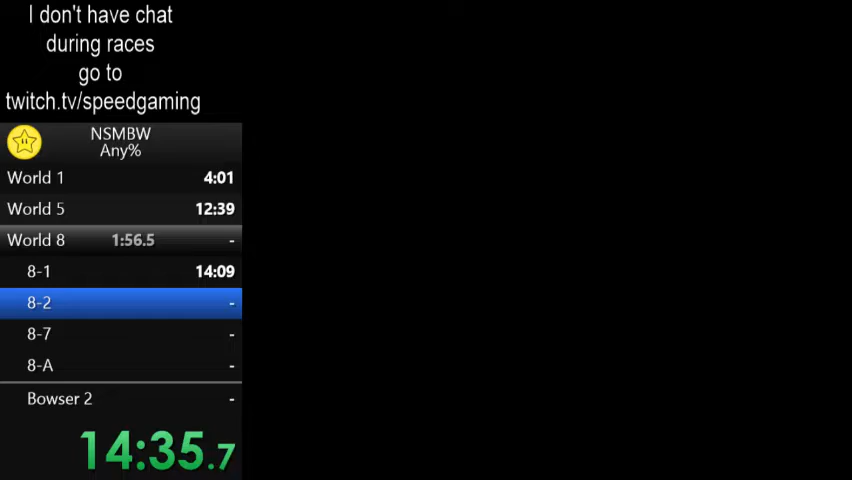 I don't have chat
during races
go to
twitch.tv/speedgaming
NSMBW
Any%
World 1 4:01
World 5 12:39
World 8 1:56.5 -
8-1 14:09
8-2 -
8-7 -
8-A -
Bowser 2 -
14:35.7